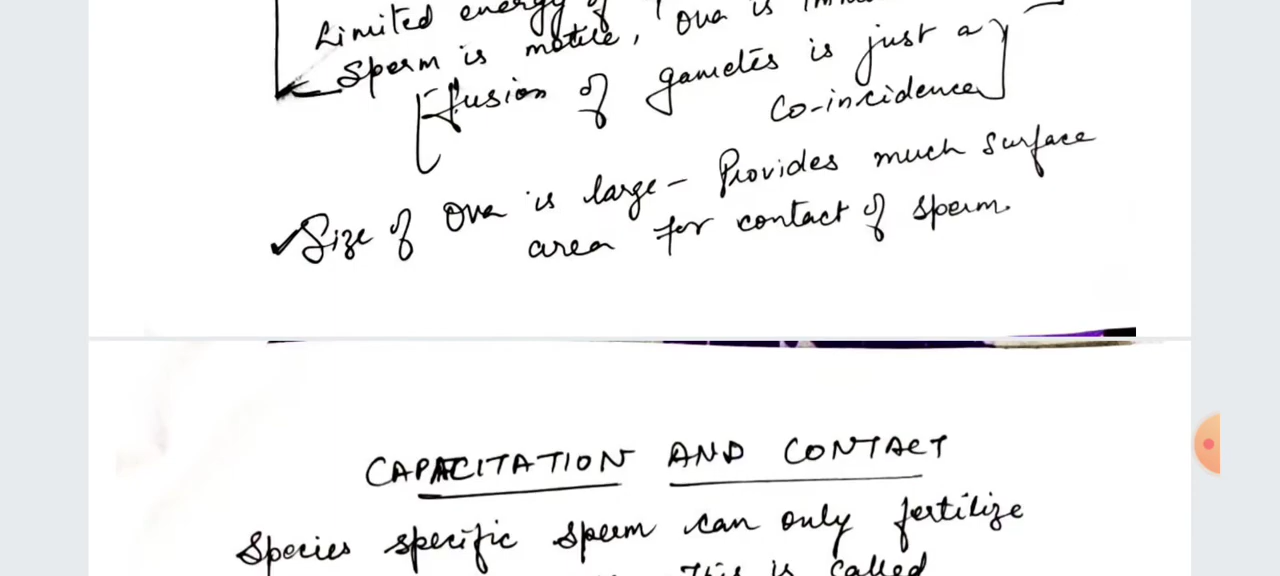 Limited energy of
Sperm is motile, Ova is
[fusion of gametes is just a
co-incidence]
✓Size of Ova is large - Provides much surface
area for contact of sperm.
CAPACITATION AND CONTACT
Species specific sperm can only fertilize
This is called